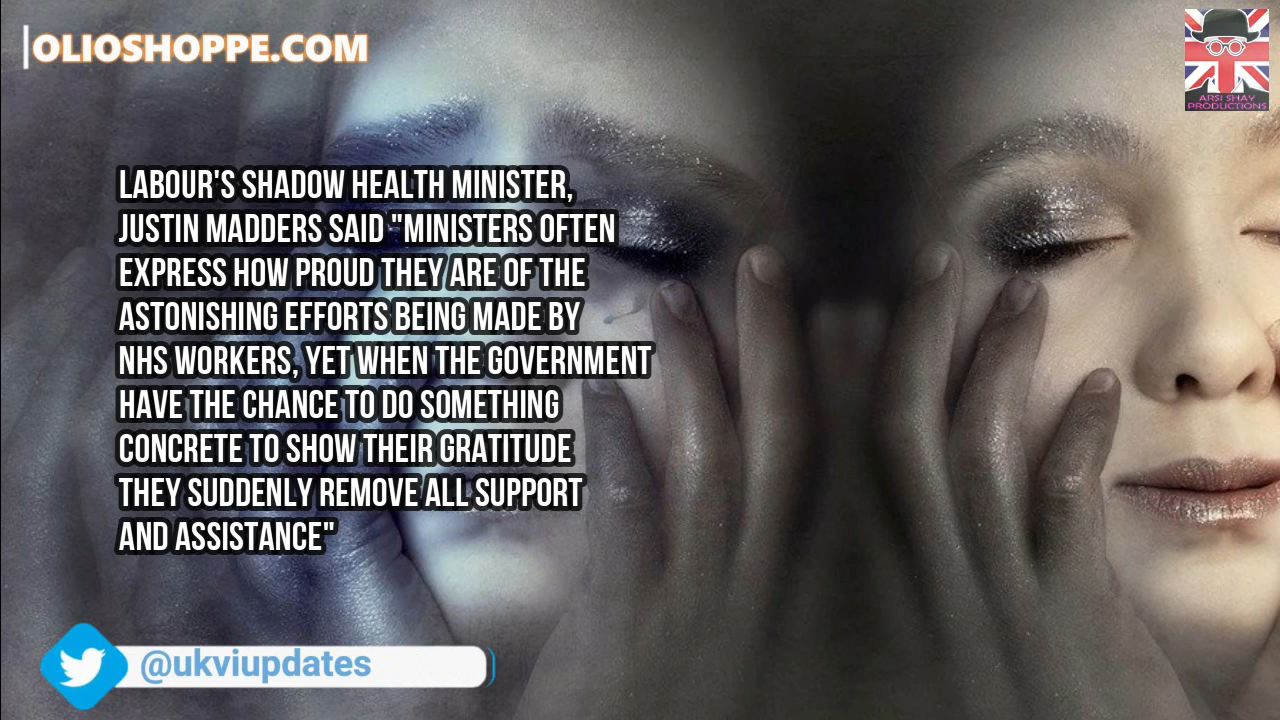 |OLIOSHOPPE.COM
ARSI SHAY
PRODUCTIONS
LABOUR'S SHADOW HEALTH MINISTER,
JUSTIN MADDERS SAID "MINISTERS OFTEN
EXPRESS HOW PROUD THEY ARE OF THE
ASTONISHING EFFORTS BEING MADE BY
NHS WORKERS, YET WHEN THE GOVERNMENT
HAVE THE CHANCE TO DO SOMETHING
CONCRETE TO SHOW THEIR GRATITUDE
THEY SUDDENLY REMOVE ALL SUPPORT
AND ASSISTANCE"
@ukviupdates